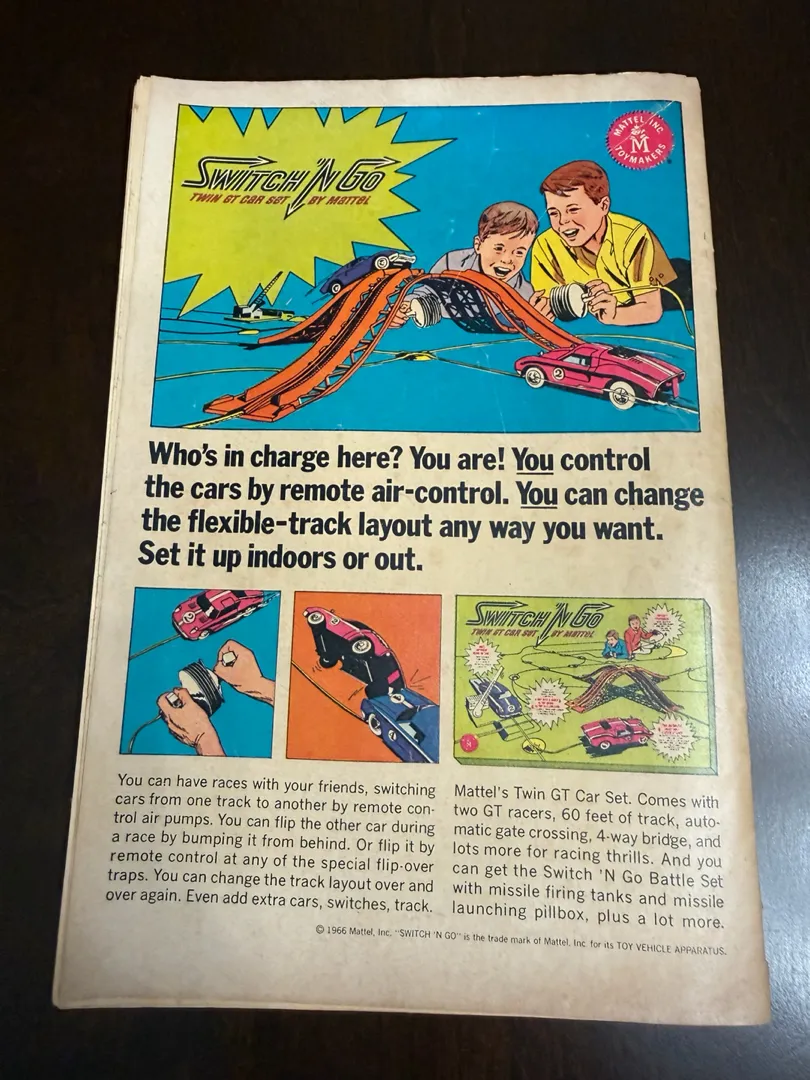 SWITCH 'N GO
TWIN GT CAR SET BY MATTEL
MATTEL, INC.
M
TOYMAKERS
2
Who's in charge here? You are! You control
the cars by remote air-control. You can change
the flexible-track layout any way you want.
Set it up indoors or out.
SWITCH 'N GO
TWIN GT CAR SET BY MATTEL
You can have races with your friends, switching
cars from one track to another by remote con-
trol air pumps. You can flip the other car during
a race by bumping it from behind. Or flip it by
remote control at any of the special flip-over
traps. You can change the track layout over and
over again. Even add extra cars, switches, track.
Mattel's Twin GT Car Set. Comes with
two GT racers, 60 feet of track, auto-
matic gate crossing, 4-way bridge, and
lots more for racing thrills. And you
can get the Switch 'N Go Battle Set
with missile firing tanks and missile
launching pillbox, plus a lot more.
© 1966 Mattel, Inc. "SWITCH 'N GO" is the trade mark of Mattel, Inc. for its TOY VEHICLE APPARATUS.